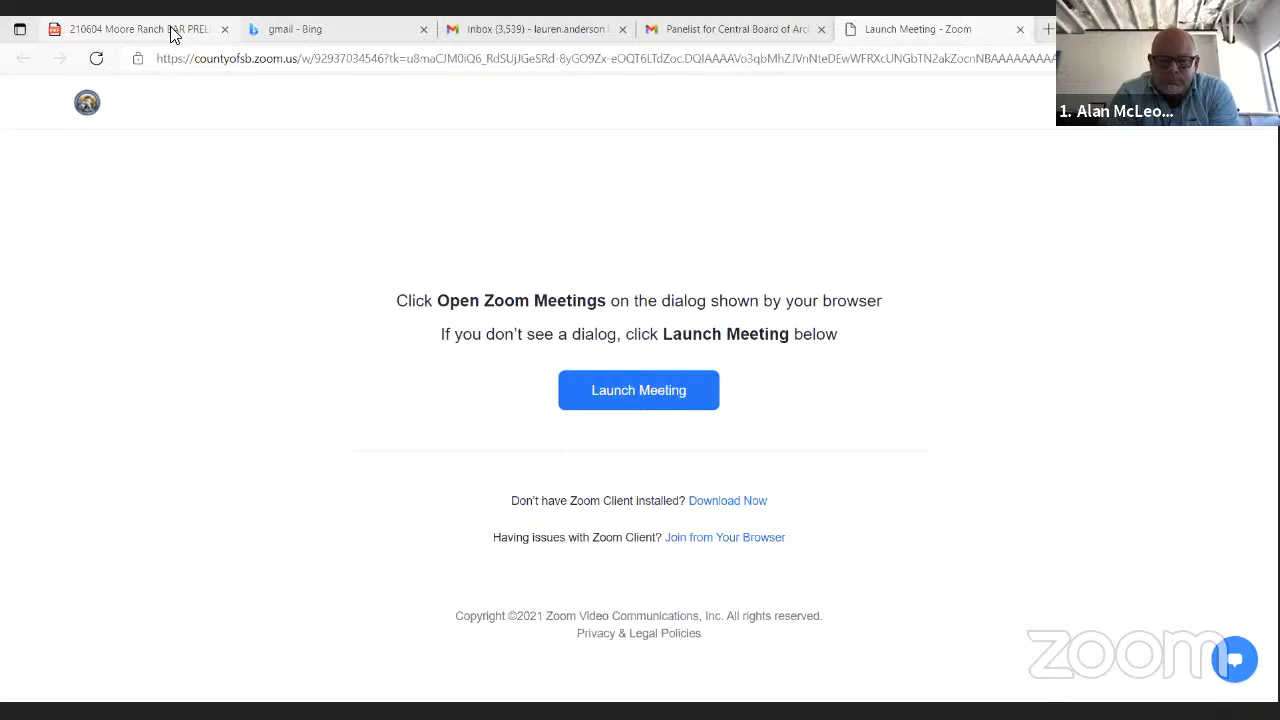 210604 Moore Ranch BAR PREL
gmail - Bing
Inbox (3,539) - lauren.anderson.
Panelist for Central Board of Arc
Launch Meeting - Zoom
1. Alan McLeo...
Click Open Zoom Meetings on the dialog shown by your browser
If you don't see a dialog, click Launch Meeting below
Launch Meeting
Don't have Zoom Client installed? Download Now
Having issues with Zoom Client? Join from Your Browser
Copyright ©2021 Zoom Video Communications, Inc. All rights reserved.
Privacy & Legal Policies
zoom